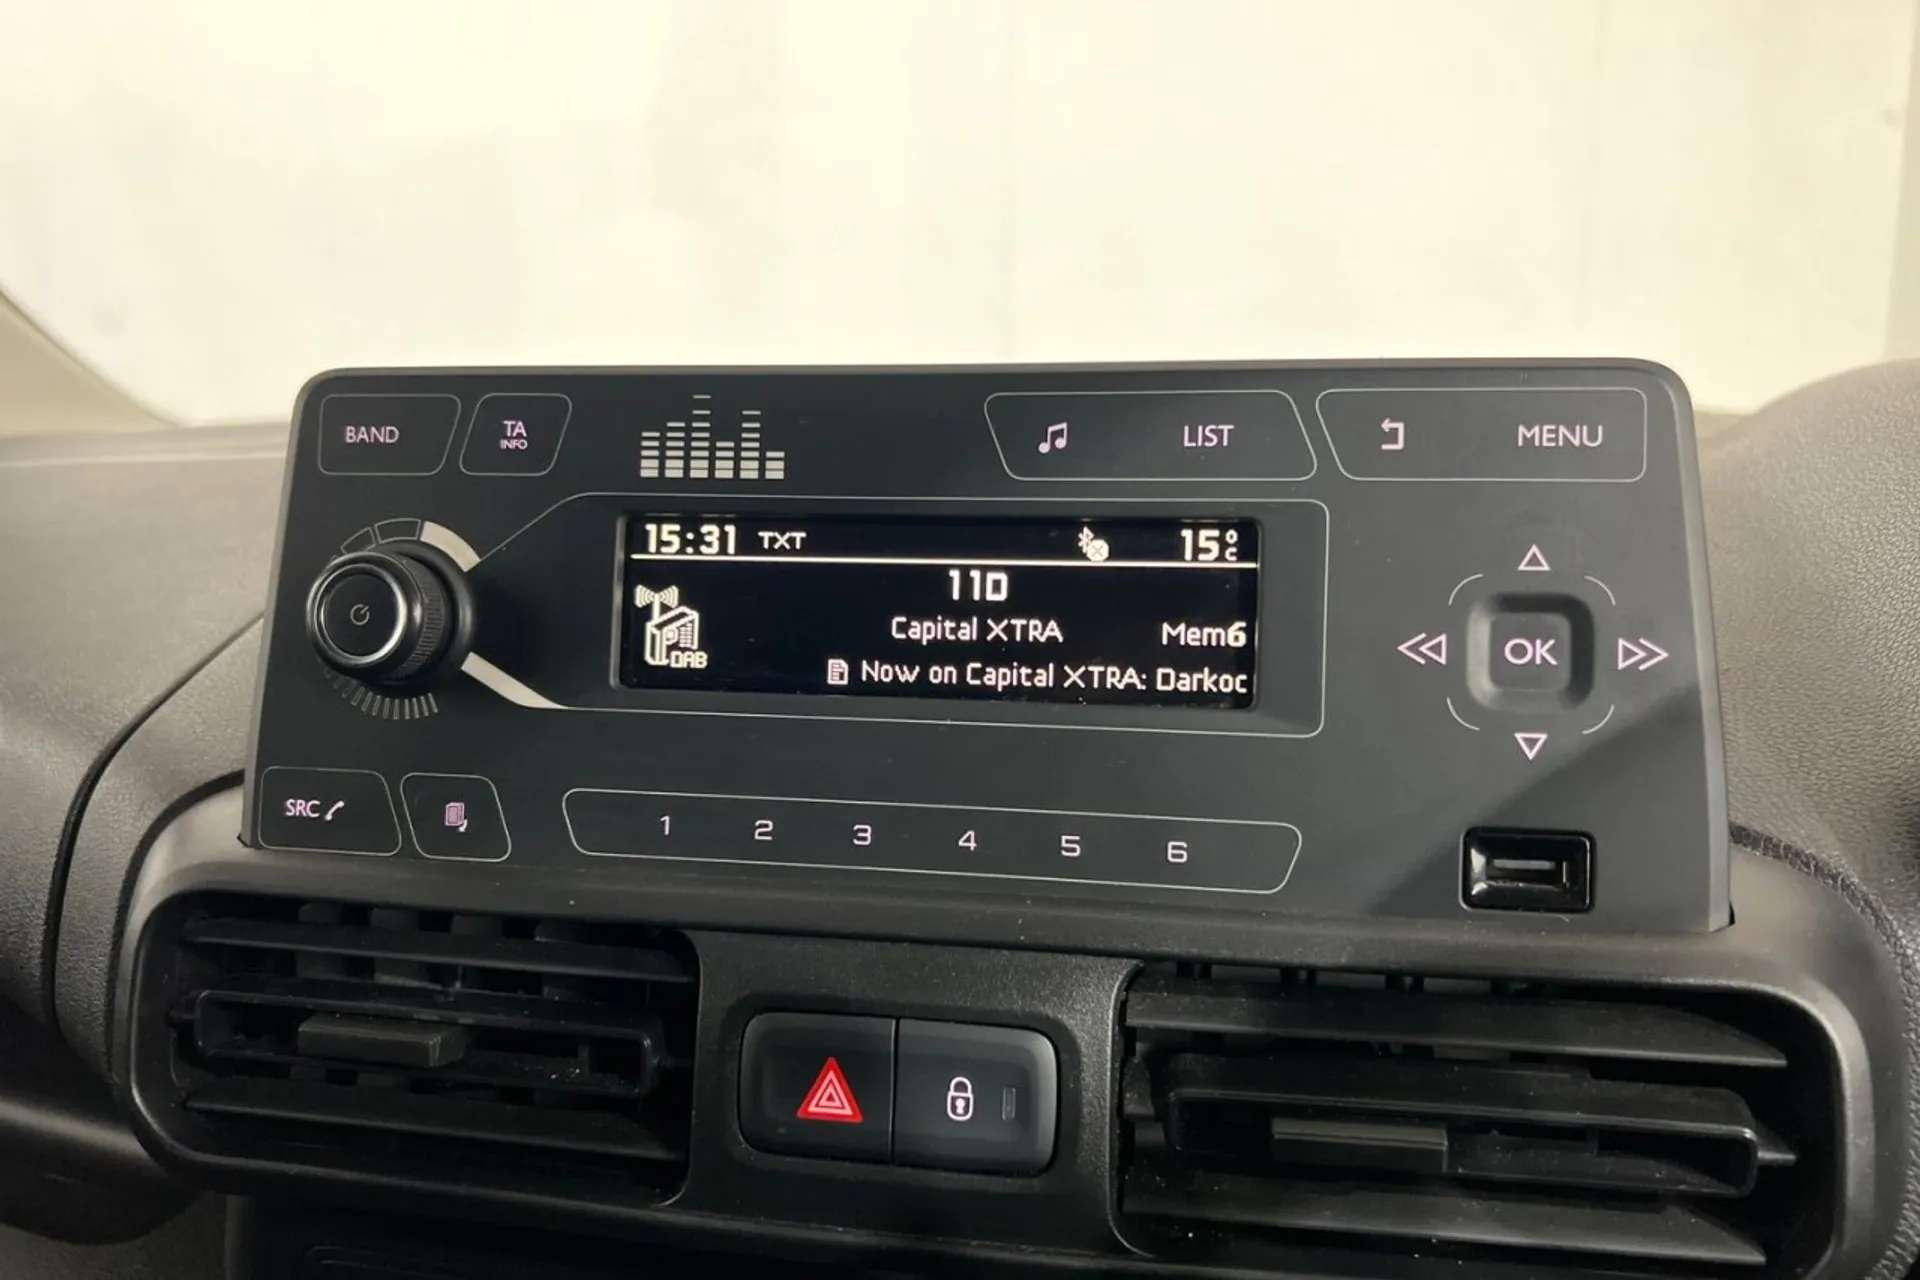 BAND
TA
INFO
LIST
MENU
15:31 TXT 15°C
11D
Capital XTRA Mem6
DAB
Now on Capital XTRA: Darkoc
OK
SRC
1 2 3 4 5 6